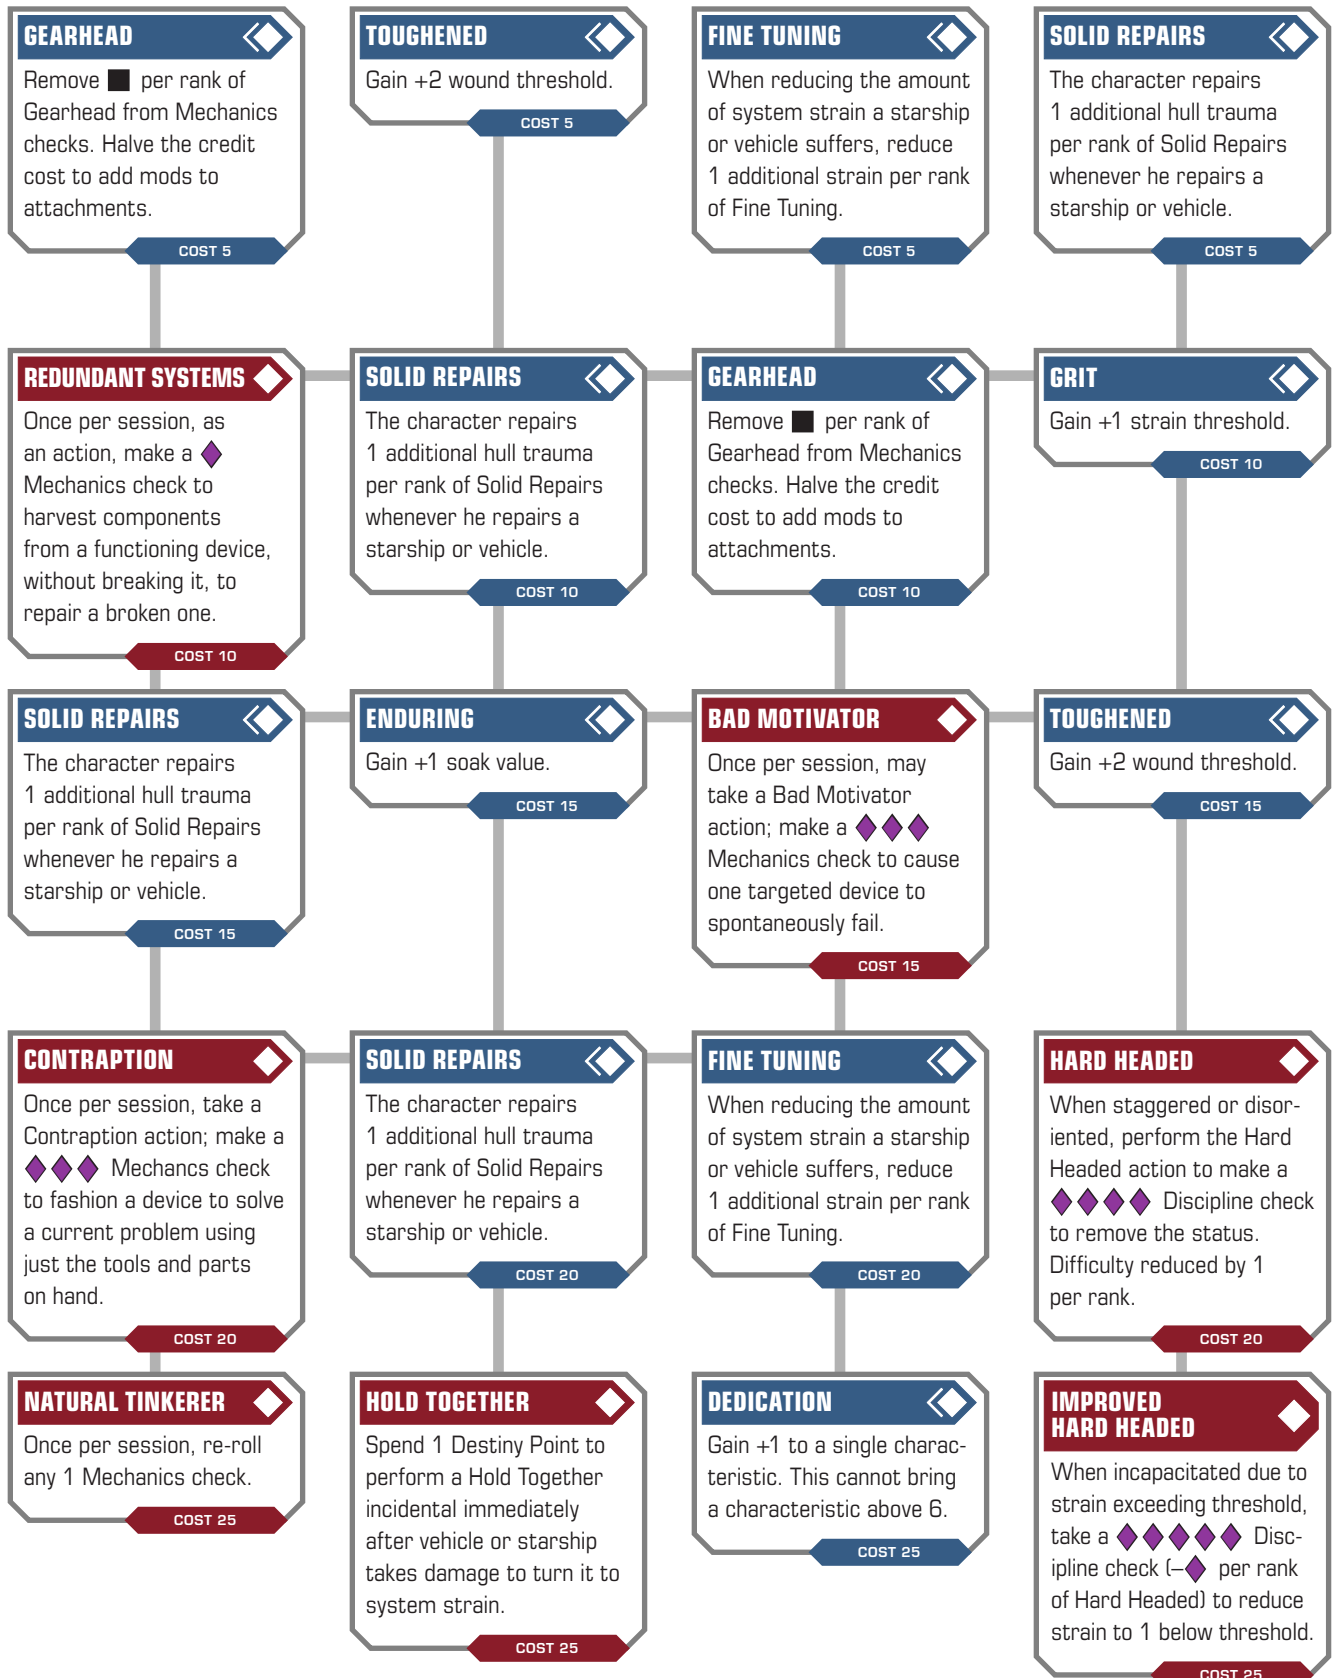 GEARHEAD
Remove per rank of
Gearhead from Mechanics
checks. Halve the credit
cost to add mods to
attachments.
COST 5
TOUGHENED
Gain +2 wound threshold.
COST 5
FINE TUNING
When reducing the amount
of system strain a starship
or vehicle suffers, reduce
1 additional strain per rank
of Fine Tuning.
COST 5
SOLID REPAIRS
The character repairs
1 additional hull trauma
per rank of Solid Repairs
whenever he repairs a
starship or vehicle.
COST 5
REDUNDANT SYSTEMS
Once per session, as
an action, make a
Mechanics check to
harvest components
from a functioning device,
without breaking it, to
repair a broken one.
COST 10
SOLID REPAIRS
The character repairs
1 additional hull trauma
per rank of Solid Repairs
whenever he repairs a
starship or vehicle.
COST 10
GEARHEAD
Remove per rank of
Gearhead from Mechanics
checks. Halve the credit
cost to add mods to
attachments.
COST 10
GRIT
Gain +1 strain threshold.
COST 10
SOLID REPAIRS
The character repairs
1 additional hull trauma
per rank of Solid Repairs
whenever he repairs a
starship or vehicle.
COST 15
ENDURING
Gain +1 soak value.
COST 15
BAD MOTIVATOR
Once per session, may
take a Bad Motivator
action; make a
Mechanics check to cause
one targeted device to
spontaneously fail.
COST 15
TOUGHENED
Gain +2 wound threshold.
COST 15
CONTRAPTION
Once per session, take a
Contraption action; make a
Mechancs check
to fashion a device to solve
a current problem using
just the tools and parts
on hand.
COST 20
SOLID REPAIRS
The character repairs
1 additional hull trauma
per rank of Solid Repairs
whenever he repairs a
starship or vehicle.
COST 20
FINE TUNING
When reducing the amount
of system strain a starship
or vehicle suffers, reduce
1 additional strain per rank
of Fine Tuning.
COST 20
HARD HEADED
When staggered or disor-
iented, perform the Hard
Headed action to make a
Discipline check
to remove the status.
Difficulty reduced by 1
per rank.
COST 20
NATURAL TINKERER
Once per session, re-roll
any 1 Mechanics check.
COST 25
HOLD TOGETHER
Spend 1 Destiny Point to
perform a Hold Together
incidental immediately
after vehicle or starship
takes damage to turn it to
system strain.
COST 25
DEDICATION
Gain +1 to a single charac-
teristic. This cannot bring
a characteristic above 6.
COST 25
IMPROVED
HARD HEADED
When incapacitated due to
strain exceeding threshold,
take a Disc-
ipline check (– per rank
of Hard Headed) to reduce
strain to 1 below threshold.
COST 25